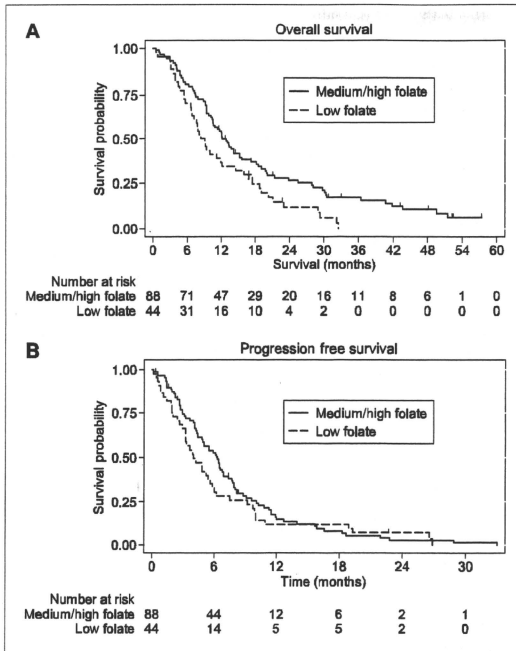 A
Overall survival
1.00
0.75
0.50
0.25
0.00
Survival probability
Medium/high folate
Low folate
0 6 12 18 24 30 36 42 48 54 60
Survival (months)
Number at risk
Medium/high folate 88 71 47 29 20 16 11 8 6 1 0
Low folate 44 31 16 10 4 2 0 0 0 0 0
B
Progression free survival
1.00
0.75
0.50
0.25
0.00
Survival probability
Medium/high folate
Low folate
0 6 12 18 24 30
Time (months)
Number at risk
Medium/high folate 88 44 12 6 2 1
Low folate 44 14 5 5 2 0